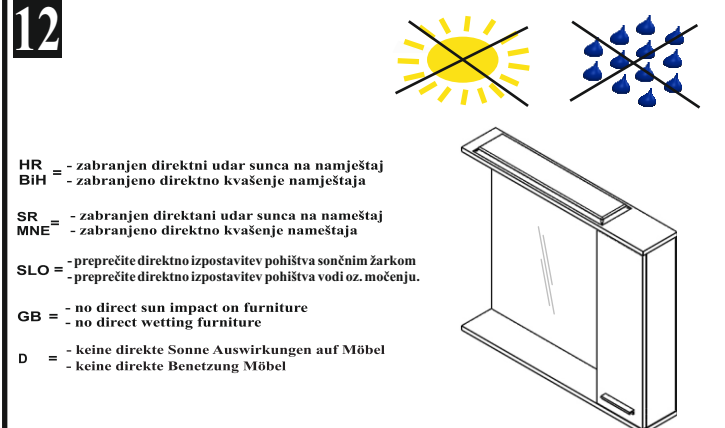 12
HR = - zabranjen direktni udar sunca na namještaj
BiH - zabranjeno direktno kvašenje namještaja
SR = - zabranjen direktani udar sunca na nameštaj
MNE - zabranjeno direktno kvašenje nameštaja
SLO = - preprečite direktno izpostavitev pohištva sončnim žarkom
- preprečite direktno izpostavitev pohištva vodi oz. močenju.
GB = - no direct sun impact on furniture
- no direct wetting furniture
D = - keine direkte Sonne Auswirkungen auf Möbel
- keine direkte Benetzung Möbel